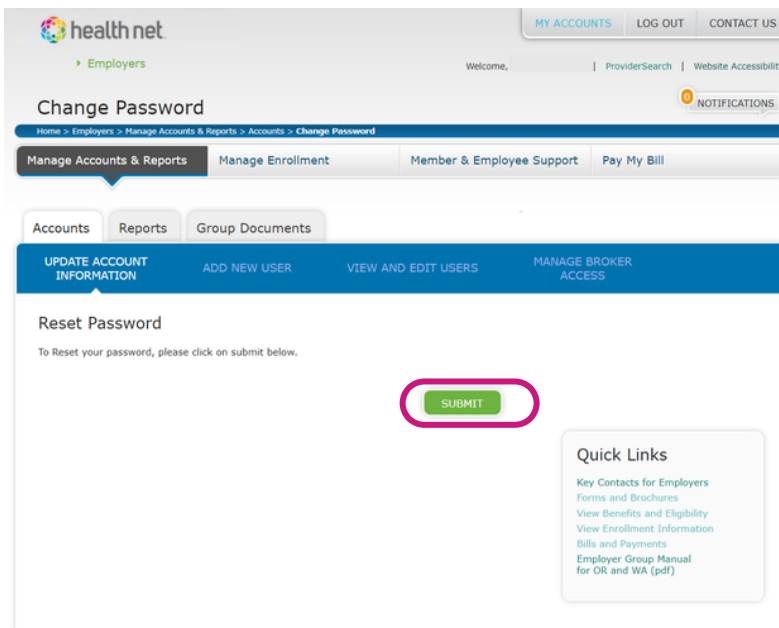 health net
MY ACCOUNTS LOG OUT CONTACT US
Employers
Welcome, | ProviderSearch | Website Accessibilit
Change Password
0 NOTIFICATIONS
Home > Employers > Manage Accounts & Reports > Accounts > Change Password
Manage Accounts & Reports Manage Enrollment Member & Employee Support Pay My Bill
Accounts Reports Group Documents
UPDATE ACCOUNT
INFORMATION
ADD NEW USER
VIEW AND EDIT USERS
MANAGE BROKER
ACCESS
Reset Password
To Reset your password, please click on submit below.
SUBMIT
Quick Links
Key Contacts for Employers
Forms and Brochures
View Benefits and Eligibility
View Enrollment Information
Bills and Payments
Employer Group Manual
for OR and WA (pdf)